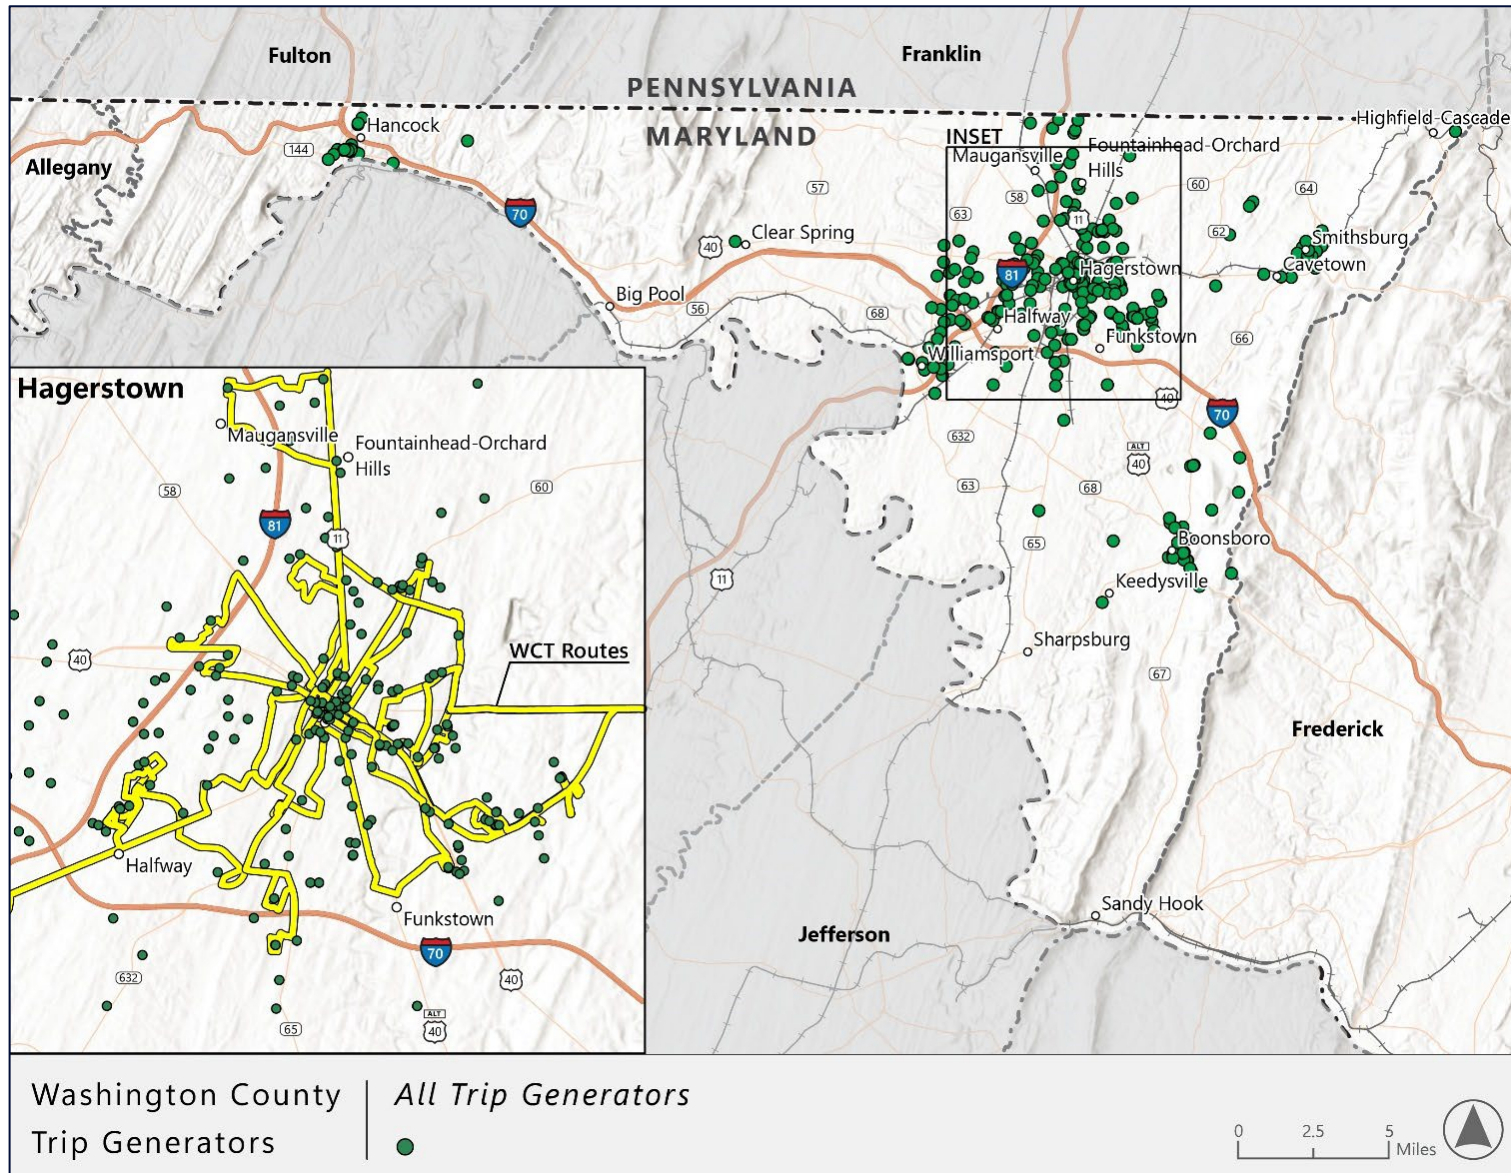 Fulton
Franklin
PENNSYLVANIA
MARYLAND
Highfield-Cascade
Hancock
144
Allegany
INSET
Fountainhead-Orchard
Hills
Maugansville
57
58
60
64
63
11
62
70
40
Clear Spring
Smithsburg
Cavetown
81
Hagerstown
Big Pool
56
68
Halfway
Funkstown
66
Williamsport
40
70
632
ALT
40
63
68
65
Boonsboro
Keedysville
11
Sharpsburg
67
Frederick
Sandy Hook
Jefferson
Hagerstown
Maugansville
Fountainhead-Orchard
Hills
58
60
81
11
40
WCT Routes
Halfway
Funkstown
70
632
40
65
ALT
40
Washington County
Trip Generators
All Trip Generators
0
2.5
5
Miles